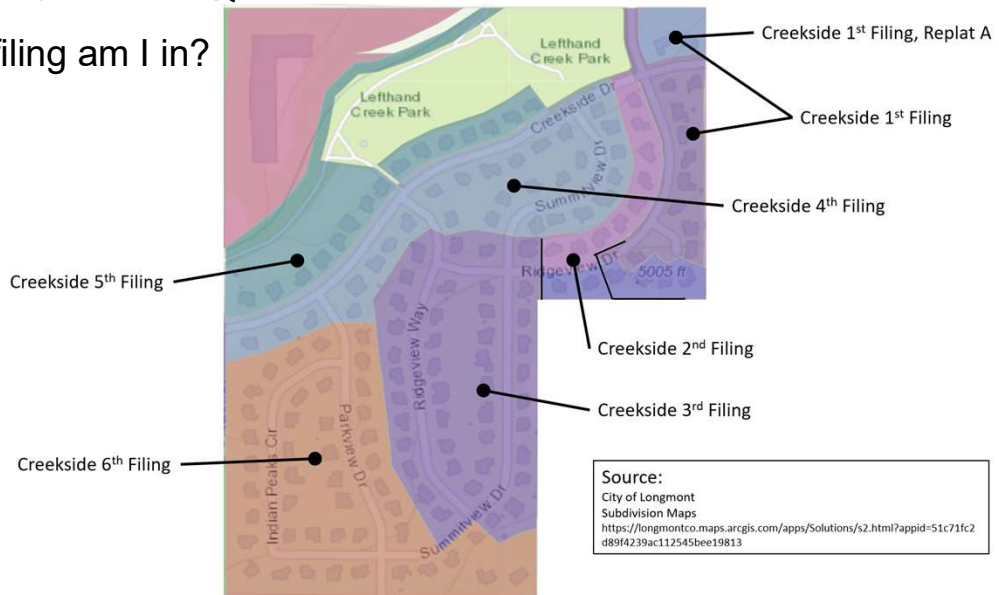 filing am I in?
Creekside 1st Filing, Replat A
Creekside 1st Filing
Lefthand
Creek Park
Lefthand
Creek Park
Creekside Dr
Summitview Dr
Summitview Dr
Creekside 4th Filing
Ridgeview Dr
5005 ft
Creekside 5th Filing
Creekside 2nd Filing
Ridgeview Way
Creekside 3rd Filing
Parkview Dr
Indian Peaks Cir
Creekside 6th Filing
Summitview Dr
Source:
City of Longmont
Subdivision Maps
https://longmontco.maps.arcgis.com/apps/Solutions/s2.html?appid=51c71fc2
d89f4239ac112545bee19813